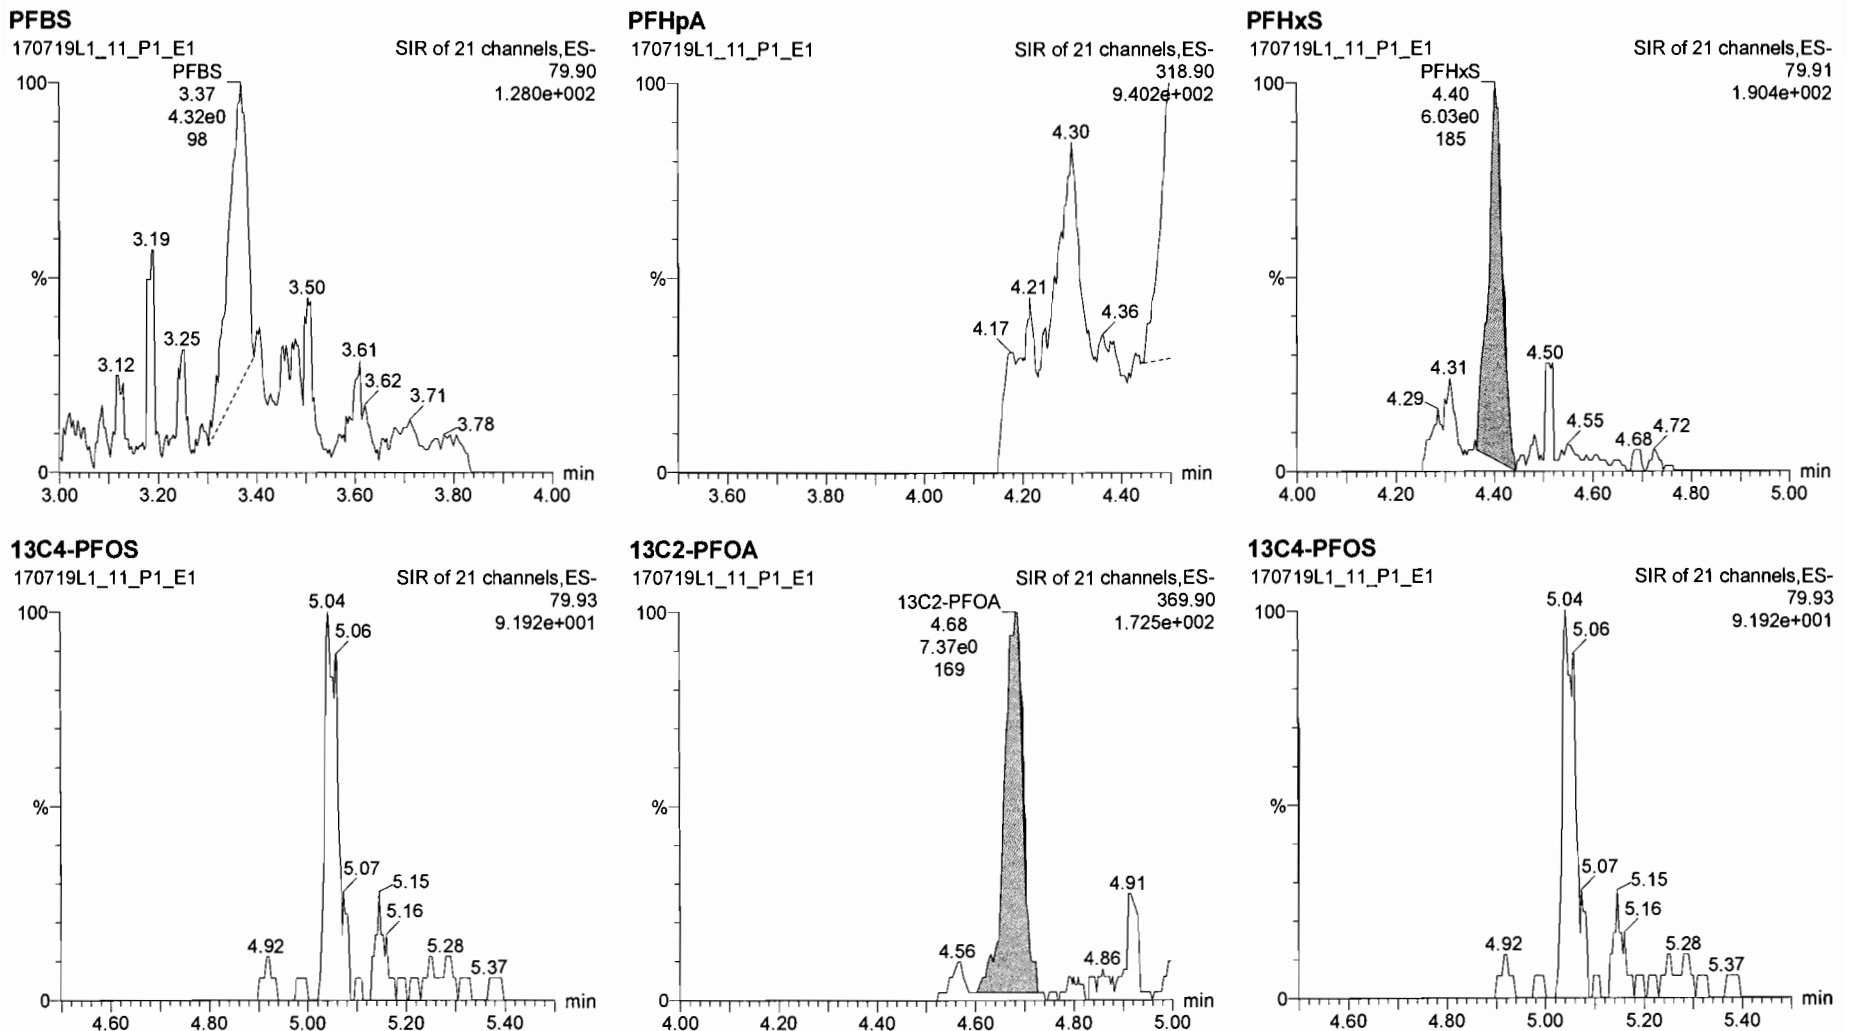 PFBS
170719L1_11_P1_E1
SIR of 21 channels,ES-
79.90
1.280e+002
PFBS
3.37
4.32e0
98
100
%
0
3.19
3.12
3.25
3.50
3.61
3.62
3.71
3.78
min
3.00 3.20 3.40 3.60 3.80 4.00
PFHpA
170719L1_11_P1_E1
SIR of 21 channels,ES-
318.90
9.402e+002
100
%
0
4.30
4.21
4.17
4.36
min
3.60 3.80 4.00 4.20 4.40
PFHxS
170719L1_11_P1_E1
SIR of 21 channels,ES-
79.91
1.904e+002
PFHxS
4.40
6.03e0
185
100
%
0
4.29
4.31
4.50
4.55
4.68
4.72
min
4.00 4.20 4.40 4.60 4.80 5.00
13C4-PFOS
170719L1_11_P1_E1
SIR of 21 channels,ES-
79.93
9.192e+001
100
%
0
5.04
5.06
5.07
5.15
5.16
4.92
5.28
5.37
min
4.60 4.80 5.00 5.20 5.40
13C2-PFOA
170719L1_11_P1_E1
SIR of 21 channels,ES-
369.90
1.725e+002
13C2-PFOA
4.68
7.37e0
169
100
%
0
4.56
4.91
4.86
min
4.00 4.20 4.40 4.60 4.80 5.00
13C4-PFOS
170719L1_11_P1_E1
SIR of 21 channels,ES-
79.93
9.192e+001
100
%
0
5.04
5.06
5.07
5.15
5.16
4.92
5.28
5.37
min
4.60 4.80 5.00 5.20 5.40